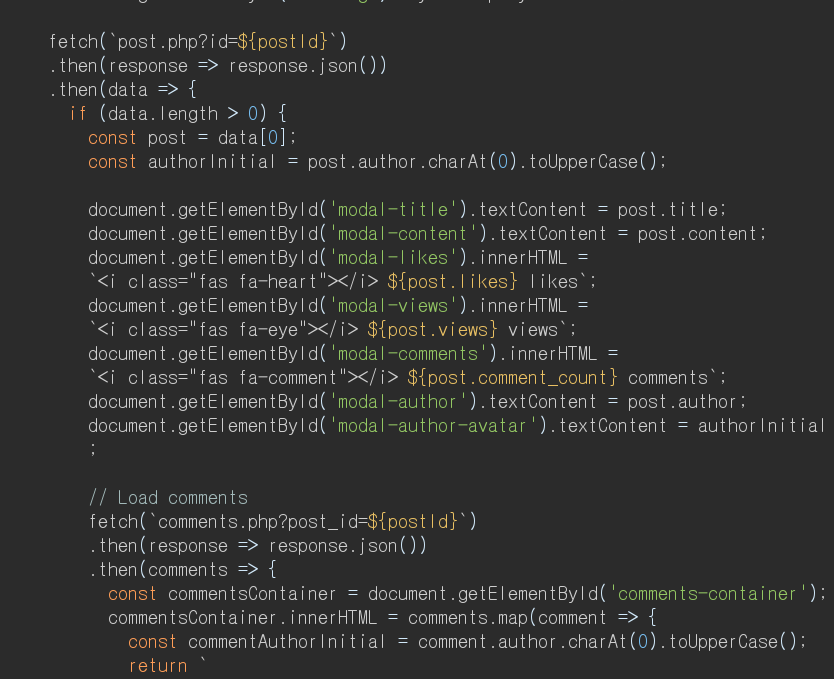 fetch(`post.php?id=${postId}`)
.then(response => response.json())
.then(data => {
if (data.length > 0) {
const post = data[0];
const authorInitial = post.author.charAt(0).toUpperCase();
document.getElementById('modal-title').textContent = post.title;
document.getElementById('modal-content').textContent = post.content;
document.getElementById('modal-likes').innerHTML =
`<i class="fas fa-heart"></i> ${post.likes} likes`;
document.getElementById('modal-views').innerHTML =
`<i class="fas fa-eye"></i> ${post.views} views`;
document.getElementById('modal-comments').innerHTML =
`<i class="fas fa-comment"></i> ${post.comment_count} comments`;
document.getElementById('modal-author').textContent = post.author;
document.getElementById('modal-author-avatar').textContent = authorInitial
;
// Load comments
fetch(`comments.php?post_id=${postId}`)
.then(response => response.json())
.then(comments => {
const commentsContainer = document.getElementById('comments-container');
commentsContainer.innerHTML = comments.map(comment => {
const commentAuthorInitial = comment.author.charAt(0).toUpperCase();
return `